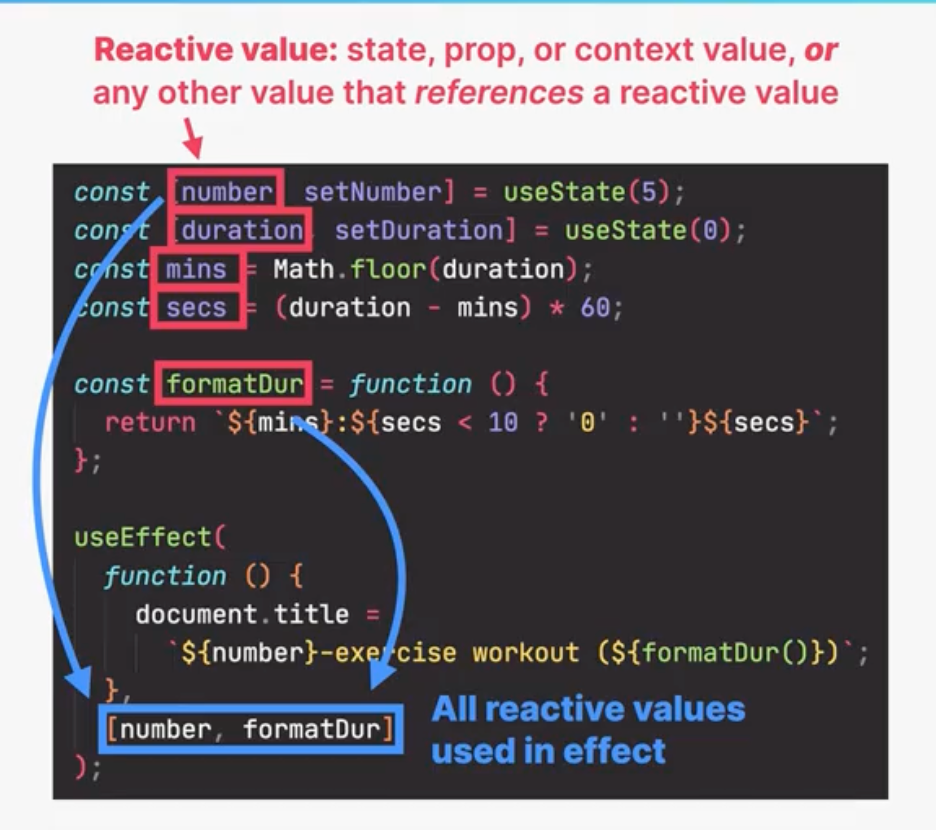 Reactive value: state, prop, or context value, or
any other value that references a reactive value
const [number setNumber] = useState(5);
const [duration setDuration] = useState(0);
const mins = Math.floor(duration);
const secs = (duration - mins) * 60;
const formatDur = function () {
return `${mins}:${secs < 10 ? '0' : ''}${secs}`;
};
useEffect(
function () {
document.title =
`${number}-exercise workout (${formatDur()})`;
},
[number, formatDur]
);
All reactive values
used in effect